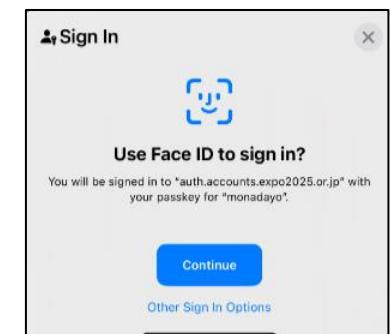 Sign In
Use Face ID to sign in?
You will be signed in to "auth.accounts.expo2025.or.jp" with
your passkey for "monadayo".
Continue
Other Sign In Options